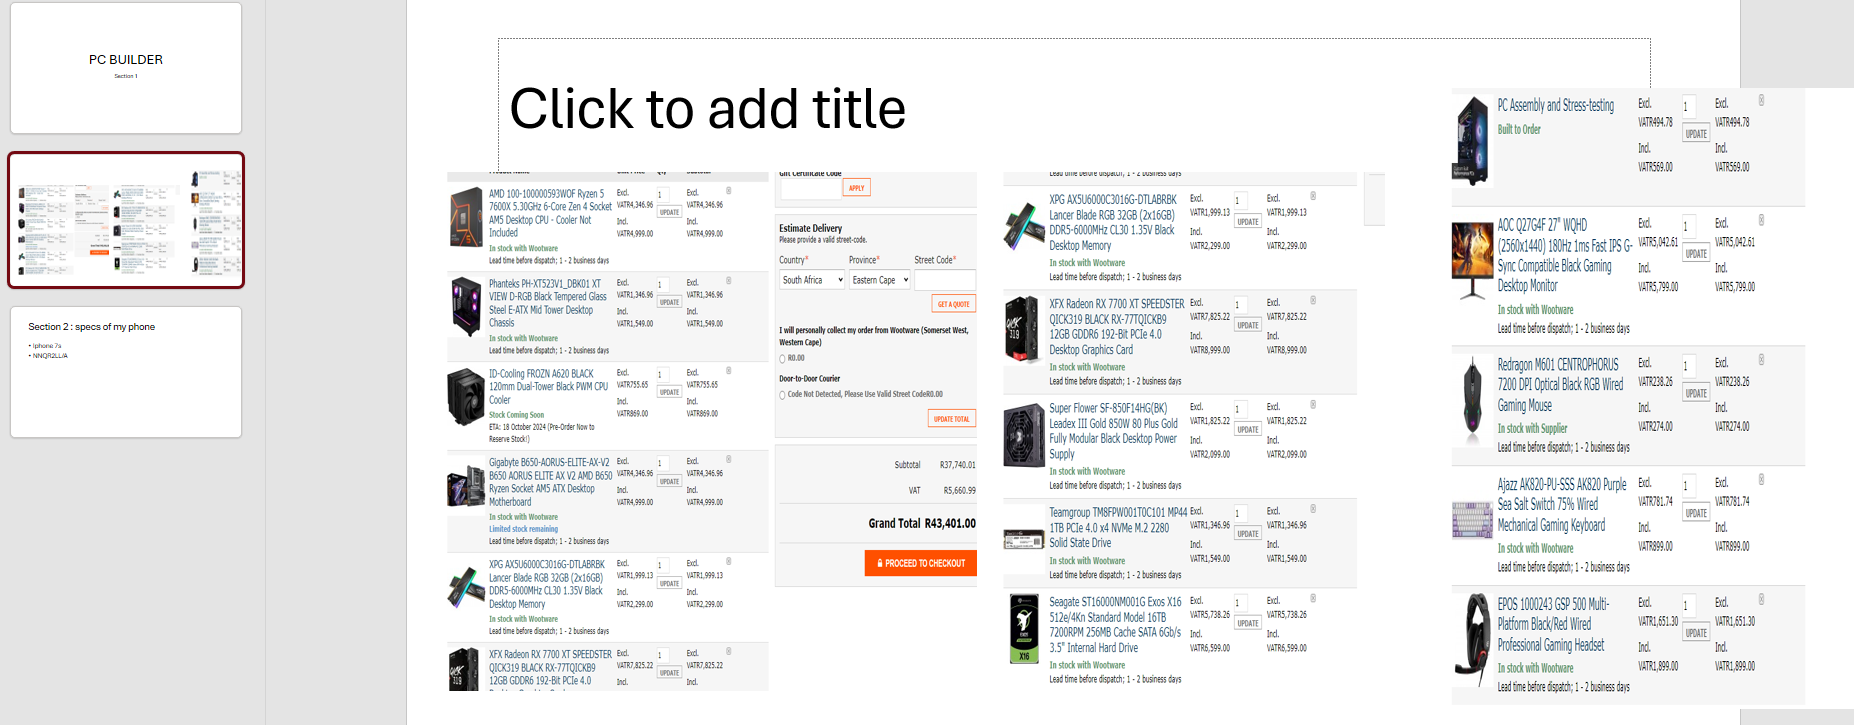 PC BUILDER
Section 1
Section 2 : specs of my phone
• Iphone 7s
• NNQR2LL/A
Click to add title
AMD 100-100000593WOF Ryzen 5
7600X 5.30GHz 6-Core Zen 4 Socket
AM5 Desktop CPU - Cooler Not
Included
In stock with Wootware
Lead time before dispatch; 1 - 2 business days
Excl.
VATR4,346.96
Incl.
VATR4,999.00
1
UPDATE
Excl.
VATR4,346.96
Incl.
VATR4,999.00
Phanteks PH-XT523V1_DBK01 XT
VIEW D-RGB Black Tempered Glass
Steel E-ATX Mid Tower Desktop
Chassis
In stock with Wootware
Lead time before dispatch; 1 - 2 business days
Excl.
VATR1,346.96
Incl.
VATR1,549.00
1
UPDATE
Excl.
VATR1,346.96
Incl.
VATR1,549.00
ID-Cooling FROZN A620 BLACK
120mm Dual-Tower Black PWM CPU
Cooler
Stock Coming Soon
ETA: 18 October 2024 (Pre-Order Now to
Reserve Stock!)
Excl.
VATR755.65
Incl.
VATR869.00
1
UPDATE
Excl.
VATR755.65
Incl.
VATR869.00
Gigabyte B650-AORUS-ELITE-AX-V2
B650 AORUS ELITE AX V2 AMD B650
Ryzen Socket AM5 ATX Desktop
Motherboard
In stock with Wootware
Limited stock remaining
Lead time before dispatch; 1 - 2 business days
Excl.
VATR4,346.96
Incl.
VATR4,999.00
1
UPDATE
Excl.
VATR4,346.96
Incl.
VATR4,999.00
XPG AX5U6000C3016G-DTLABRBK
Lancer Blade RGB 32GB (2x16GB)
DDR5-6000MHz CL30 1.35V Black
Desktop Memory
In stock with Wootware
Lead time before dispatch; 1 - 2 business days
Excl.
VATR1,999.13
Incl.
VATR2,299.00
1
UPDATE
Excl.
VATR1,999.13
Incl.
VATR2,299.00
XFX Radeon RX 7700 XT SPEEDSTER
QICK319 BLACK RX-77TQICKB9
12GB GDDR6 192-Bit PCIe 4.0
Excl.
VATR7,825.22
Incl.
1
UPDATE
Excl.
VATR7,825.22
Incl.
Gift Certificate Code
APPLY
Estimate Delivery
Please provide a valid street-code.
Country* Province* Street Code*
South Africa Eastern Cape
GET A QUOTE
I will personally collect my order from Wootware (Somerset West,
Western Cape)
R0.00
Door-to-Door Courier
Code Not Detected, Please Use Valid Street CodeR0.00
UPDATE TOTAL
Subtotal R37,740.01
VAT R5,660.99
Grand Total R43,401.00
PROCEED TO CHECKOUT
Lead time before dispatch; 1 - 2 business days
XPG AX5U6000C3016G-DTLABRBK
Lancer Blade RGB 32GB (2x16GB)
DDR5-6000MHz CL30 1.35V Black
Desktop Memory
In stock with Wootware
Lead time before dispatch; 1 - 2 business days
Excl.
VATR1,999.13
Incl.
VATR2,299.00
1
UPDATE
Excl.
VATR1,999.13
Incl.
VATR2,299.00
XFX Radeon RX 7700 XT SPEEDSTER
QICK319 BLACK RX-77TQICKB9
12GB GDDR6 192-Bit PCIe 4.0
Desktop Graphics Card
In stock with Wootware
Lead time before dispatch; 1 - 2 business days
Excl.
VATR7,825.22
Incl.
VATR8,999.00
1
UPDATE
Excl.
VATR7,825.22
Incl.
VATR8,999.00
Super Flower SF-850F14HG(BK)
Leadex III Gold 850W 80 Plus Gold
Fully Modular Black Desktop Power
Supply
In stock with Wootware
Lead time before dispatch; 1 - 2 business days
Excl.
VATR1,825.22
Incl.
VATR2,099.00
1
UPDATE
Excl.
VATR1,825.22
Incl.
VATR2,099.00
Teamgroup TM8FPW001T0C101 MP44
1TB PCIe 4.0 x4 NVMe M.2 2280
Solid State Drive
In stock with Wootware
Lead time before dispatch; 1 - 2 business days
Excl.
VATR1,346.96
Incl.
VATR1,549.00
1
UPDATE
Excl.
VATR1,346.96
Incl.
VATR1,549.00
Seagate ST16000NM001G Exos X16
512e/4Kn Standard Model 16TB
7200RPM 256MB Cache SATA 6Gb/s
3.5" Internal Hard Drive
In stock with Wootware
Lead time before dispatch; 1 - 2 business days
Excl.
VATR5,738.26
Incl.
VATR6,599.00
1
UPDATE
Excl.
VATR5,738.26
Incl.
VATR6,599.00
X16
PC Assembly and Stress-testing
Built to Order
Excl.
VATR494.78
Incl.
VATR569.00
1
UPDATE
Excl.
VATR494.78
Incl.
VATR569.00
AOC Q27G4F 27" WQHD
(2560x1440) 180Hz 1ms Fast IPS G-
Sync Compatible Black Gaming
Desktop Monitor
In stock with Wootware
Lead time before dispatch; 1 - 2 business days
Excl.
VATR5,042.61
Incl.
VATR5,799.00
1
UPDATE
Excl.
VATR5,042.61
Incl.
VATR5,799.00
Redragon M601 CENTROPHORUS
7200 DPI Optical Black RGB Wired
Gaming Mouse
In stock with Supplier
Lead time before dispatch; 1 - 2 business days
Excl.
VATR238.26
Incl.
VATR274.00
1
UPDATE
Excl.
VATR238.26
Incl.
VATR274.00
Ajazz AK820-PU-SSS AK820 Purple
Sea Salt Switch 75% Wired
Mechanical Gaming Keyboard
In stock with Wootware
Lead time before dispatch; 1 - 2 business days
Excl.
VATR781.74
Incl.
VATR899.00
1
UPDATE
Excl.
VATR781.74
Incl.
VATR899.00
EPOS 1000243 GSP 500 Multi-
Platform Black/Red Wired
Professional Gaming Headset
In stock with Wootware
Lead time before dispatch; 1 - 2 business days
Excl.
VATR1,651.30
Incl.
VATR1,899.00
1
UPDATE
Excl.
VATR1,651.30
Incl.
VATR1,899.00